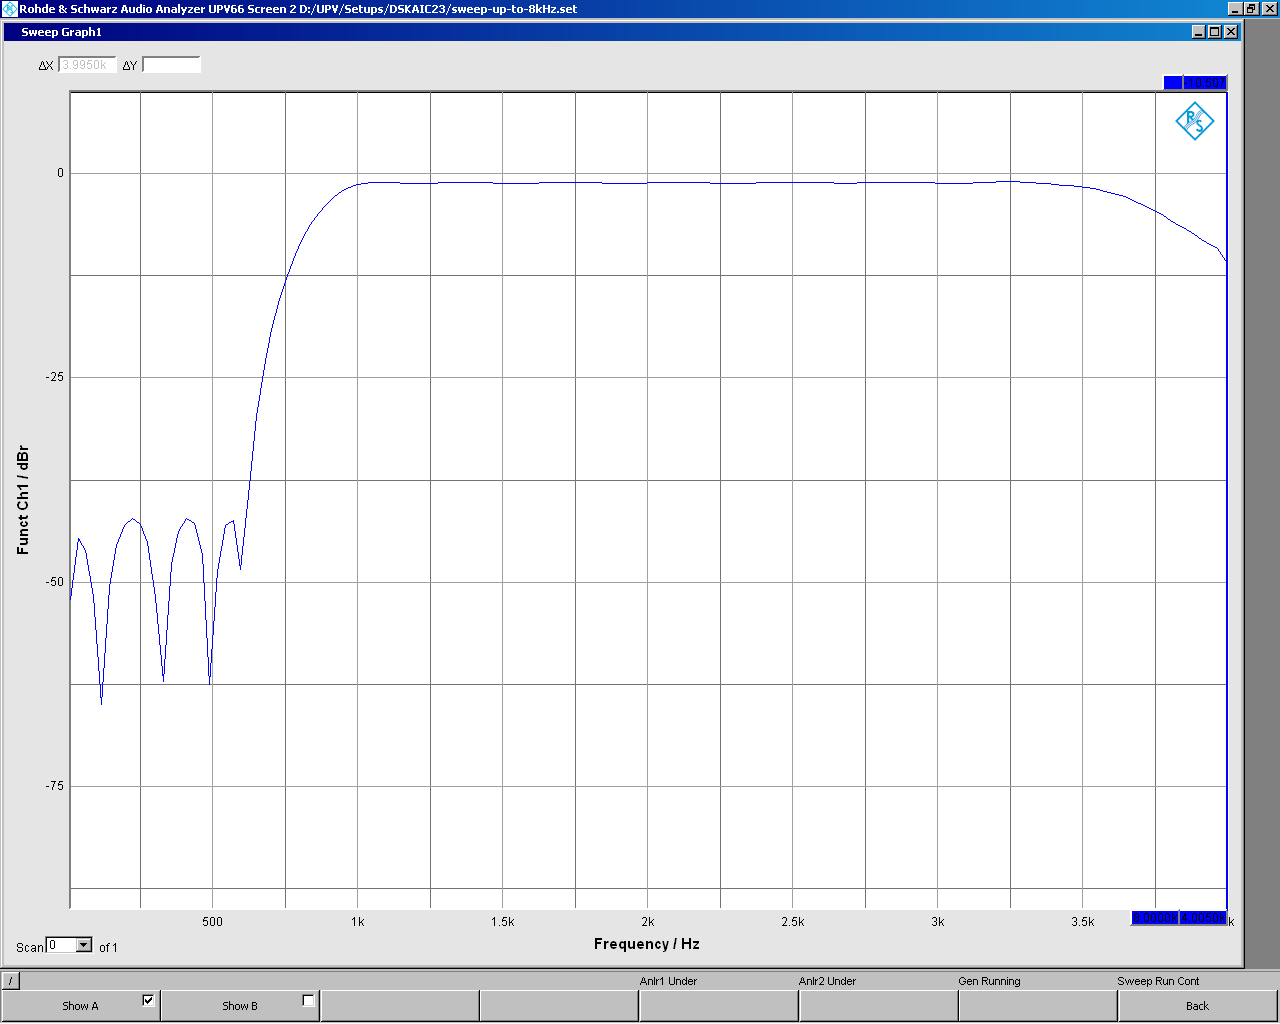 Rohde & Schwarz Audio Analyzer UPV66 Screen 2 D:/UPV/Setups/DSKAIC23/sweep-up-to-8kHz.set
Sweep Graph1
ΔX 3.9950k ΔY
R S
0
-25
-50
-75
Funct Ch1 / dBr
500 1k 1.5k 2k 2.5k 3k 3.5k k
Frequency / Hz
Scan 0 of 1
/ Anlr1 Under Anlr2 Under Gen Running Sweep Run Cont
Show A Show B Back